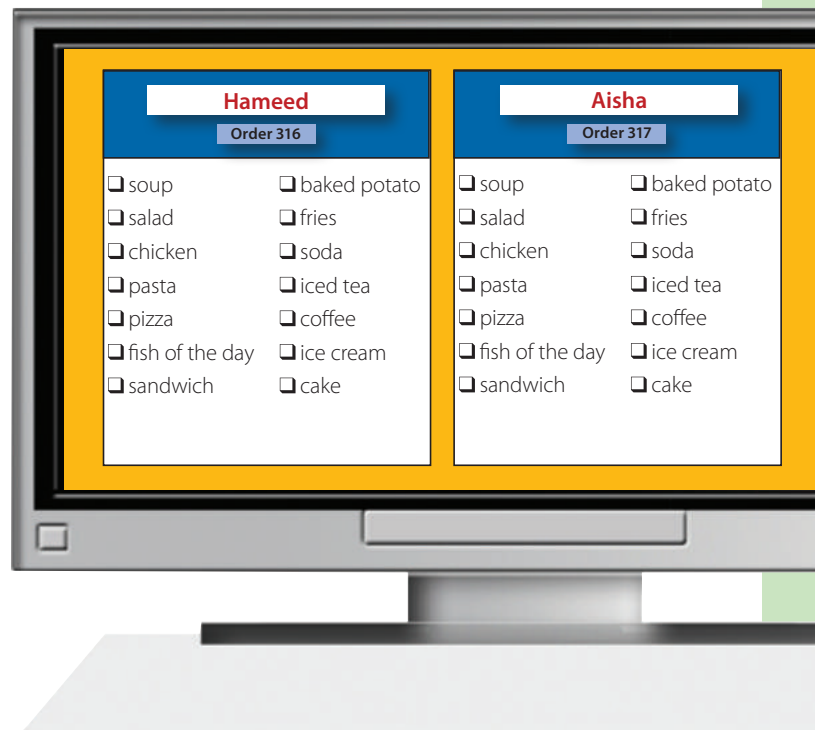 Hameed
Order 316
❑ soup
❑ salad
❑ chicken
❑ pasta
❑ pizza
❑ fish of the day
❑ sandwich
❑ baked potato
❑ fries
❑ soda
❑ iced tea
❑ coffee
❑ ice cream
❑ cake
Aisha
Order 317
❑ soup
❑ salad
❑ chicken
❑ pasta
❑ pizza
❑ fish of the day
❑ sandwich
❑ baked potato
❑ fries
❑ soda
❑ iced tea
❑ coffee
❑ ice cream
❑ cake